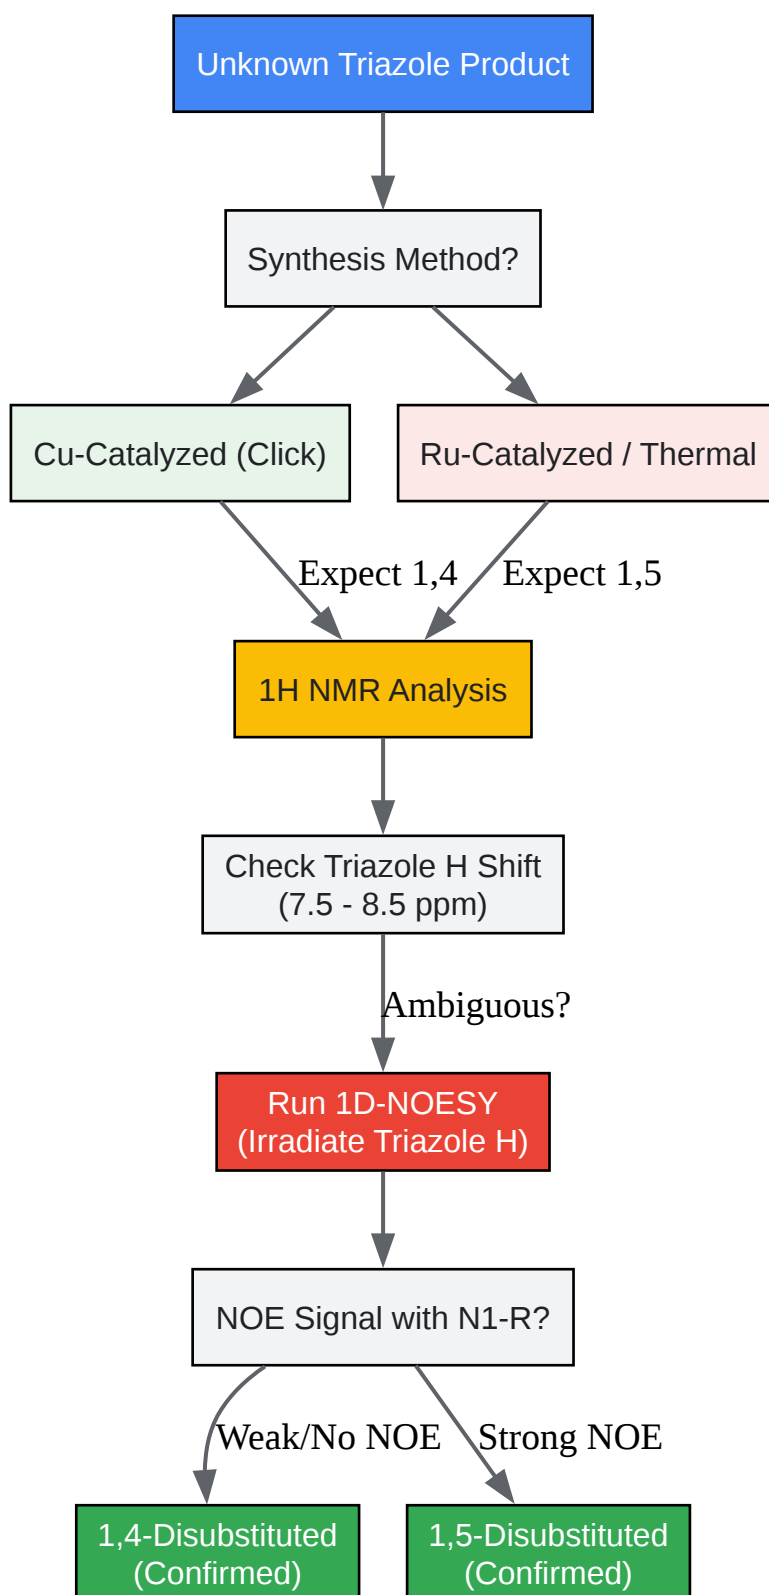 Unknown Triazole Product
Synthesis Method?
Cu-Catalyzed (Click)
Ru-Catalyzed / Thermal
Expect 1,4
Expect 1,5
1H NMR Analysis
Check Triazole H Shift
(7.5 - 8.5 ppm)
Ambiguous?
Run 1D-NOESY
(Irradiate Triazole H)
NOE Signal with N1-R?
Weak/No NOE
Strong NOE
1,4-Disubstituted
(Confirmed)
1,5-Disubstituted
(Confirmed)